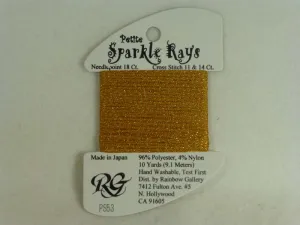 Petite
Sparkle Rays
Needlepoint 18 Ct. Cross Stitch 11 & 14 Ct.
Made in Japan
96% Polyester, 4% Nylon
10 Yards (9.1 Meters)
Hand Washable, Test First
Dist. by Rainbow Gallery
7412 Fulton Ave. #5
N. Hollywood
CA 91605
RG